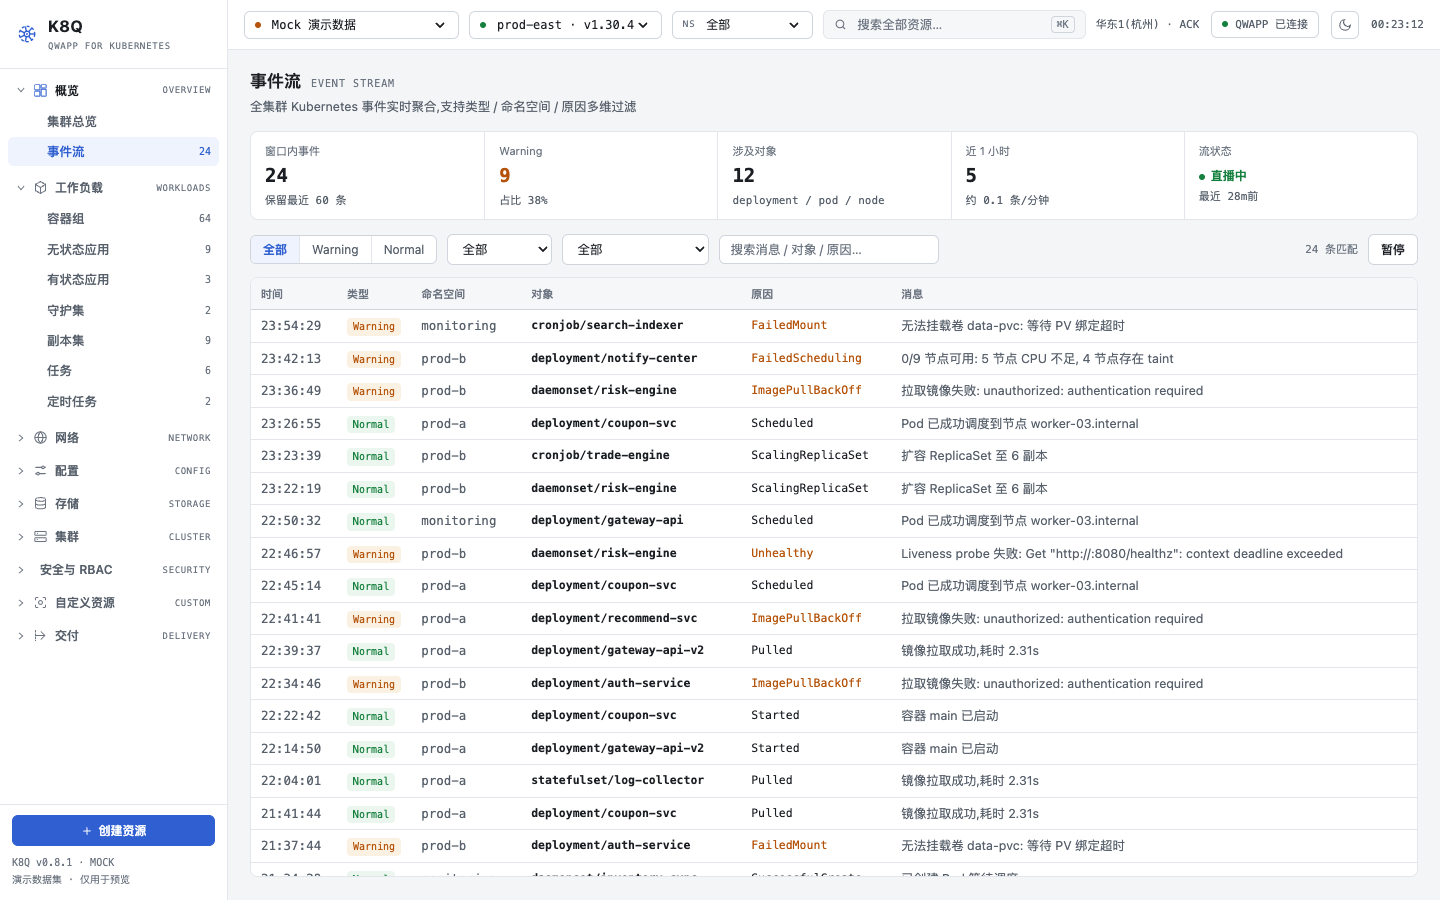 K8Q
QWAPP FOR KUBERNETES
概览 OVERVIEW
集群总览
事件流 24
工作负载 WORKLOADS
容器组 64
无状态应用 9
有状态应用 3
守护集 2
副本集 9
任务 6
定时任务 2
网络 NETWORK
配置 CONFIG
存储 STORAGE
集群 CLUSTER
安全与 RBAC SECURITY
自定义资源 CUSTOM
交付 DELIVERY
+ 创建资源
K8Q v0.8.1 · MOCK
演示数据集 · 仅用于预览
Mock 演示数据 prod-east · v1.30.4 NS 全部 搜索全部资源… ⌘K 华东1(杭州) · ACK QWAPP 已连接 00:23:12
事件流 EVENT STREAM
全集群 Kubernetes 事件实时聚合,支持类型 / 命名空间 / 原因多维过滤
窗口内事件
24
保留最近 60 条
Warning
9
占比 38%
涉及对象
12
deployment / pod / node
近 1 小时
5
约 0.1 条/分钟
流状态
直播中
最近 28m前
全部 Warning Normal 全部 全部 搜索消息 / 对象 / 原因… 24 条匹配 暂停
时间 类型 命名空间 对象 原因 消息
23:54:29 Warning monitoring cronjob/search-indexer FailedMount 无法挂载卷 data-pvc: 等待 PV 绑定超时
23:42:13 Warning prod-b deployment/notify-center FailedScheduling 0/9 节点可用: 5 节点 CPU 不足, 4 节点存在 taint
23:36:49 Warning prod-b daemonset/risk-engine ImagePullBackOff 拉取镜像失败: unauthorized: authentication required
23:26:55 Normal prod-a deployment/coupon-svc Scheduled Pod 已成功调度到节点 worker-03.internal
23:23:39 Normal prod-b cronjob/trade-engine ScalingReplicaSet 扩容 ReplicaSet 至 6 副本
23:22:19 Normal prod-b daemonset/risk-engine ScalingReplicaSet 扩容 ReplicaSet 至 6 副本
22:50:32 Normal monitoring deployment/gateway-api Scheduled Pod 已成功调度到节点 worker-03.internal
22:46:57 Warning prod-b daemonset/risk-engine Unhealthy Liveness probe 失败: Get "http://:8080/healthz": context deadline exceeded
22:45:14 Normal prod-a deployment/coupon-svc Scheduled Pod 已成功调度到节点 worker-03.internal
22:41:41 Warning prod-a deployment/recommend-svc ImagePullBackOff 拉取镜像失败: unauthorized: authentication required
22:39:37 Normal prod-a deployment/gateway-api-v2 Pulled 镜像拉取成功,耗时 2.31s
22:34:46 Warning prod-b deployment/auth-service ImagePullBackOff 拉取镜像失败: unauthorized: authentication required
22:22:42 Normal prod-a deployment/coupon-svc Started 容器 main 已启动
22:14:50 Normal prod-a deployment/gateway-api-v2 Started 容器 main 已启动
22:04:01 Normal prod-a statefulset/log-collector Pulled 镜像拉取成功,耗时 2.31s
21:41:44 Normal prod-a deployment/coupon-svc Pulled 镜像拉取成功,耗时 2.31s
21:37:44 Warning prod-b deployment/auth-service FailedMount 无法挂载卷 data-pvc: 等待 PV 绑定超时